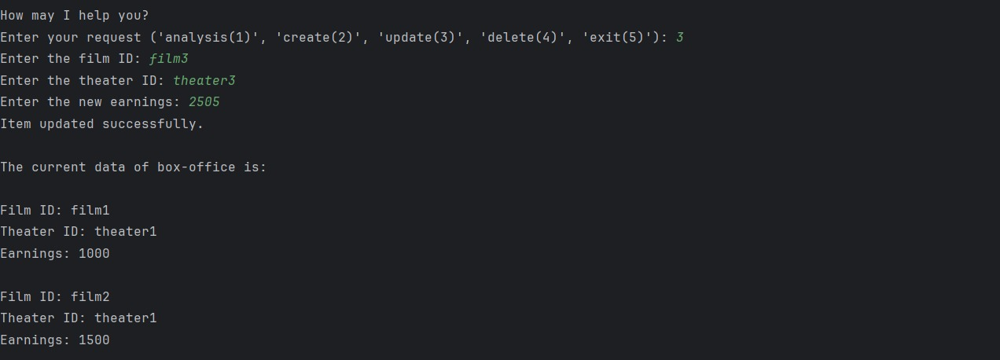 How may I help you?
Enter your request ('analysis(1)', 'create(2)', 'update(3)', 'delete(4)', 'exit(5)'): 3
Enter the film ID: film3
Enter the theater ID: theater3
Enter the new earnings: 2505
Item updated successfully.
The current data of box-office is:
Film ID: film1
Theater ID: theater1
Earnings: 1000
Film ID: film2
Theater ID: theater1
Earnings: 1500